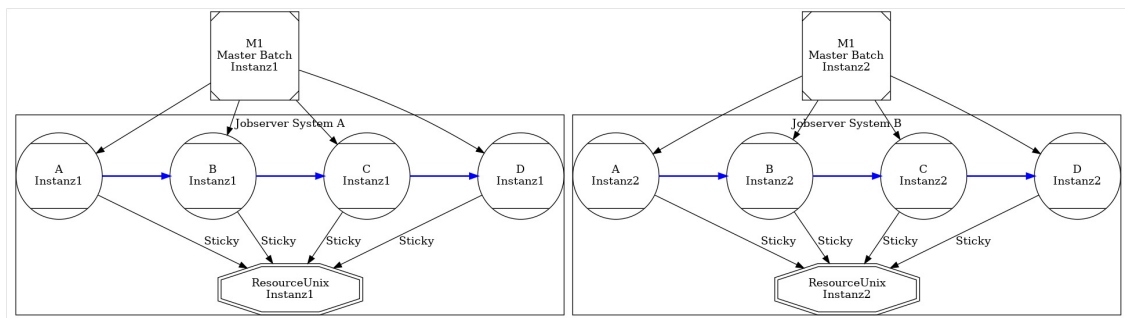 M1
Master Batch
Instanz1
M1
Master Batch
Instanz2
Jobserver System A
A
Instanz1
B
Instanz1
C
Instanz1
D
Instanz1
Sticky
Sticky
Sticky
Sticky
ResourceUnix
Instanz1
Jobserver System B
A
Instanz2
B
Instanz2
C
Instanz2
D
Instanz2
Sticky
Sticky
Sticky
Sticky
ResourceUnix
Instanz2